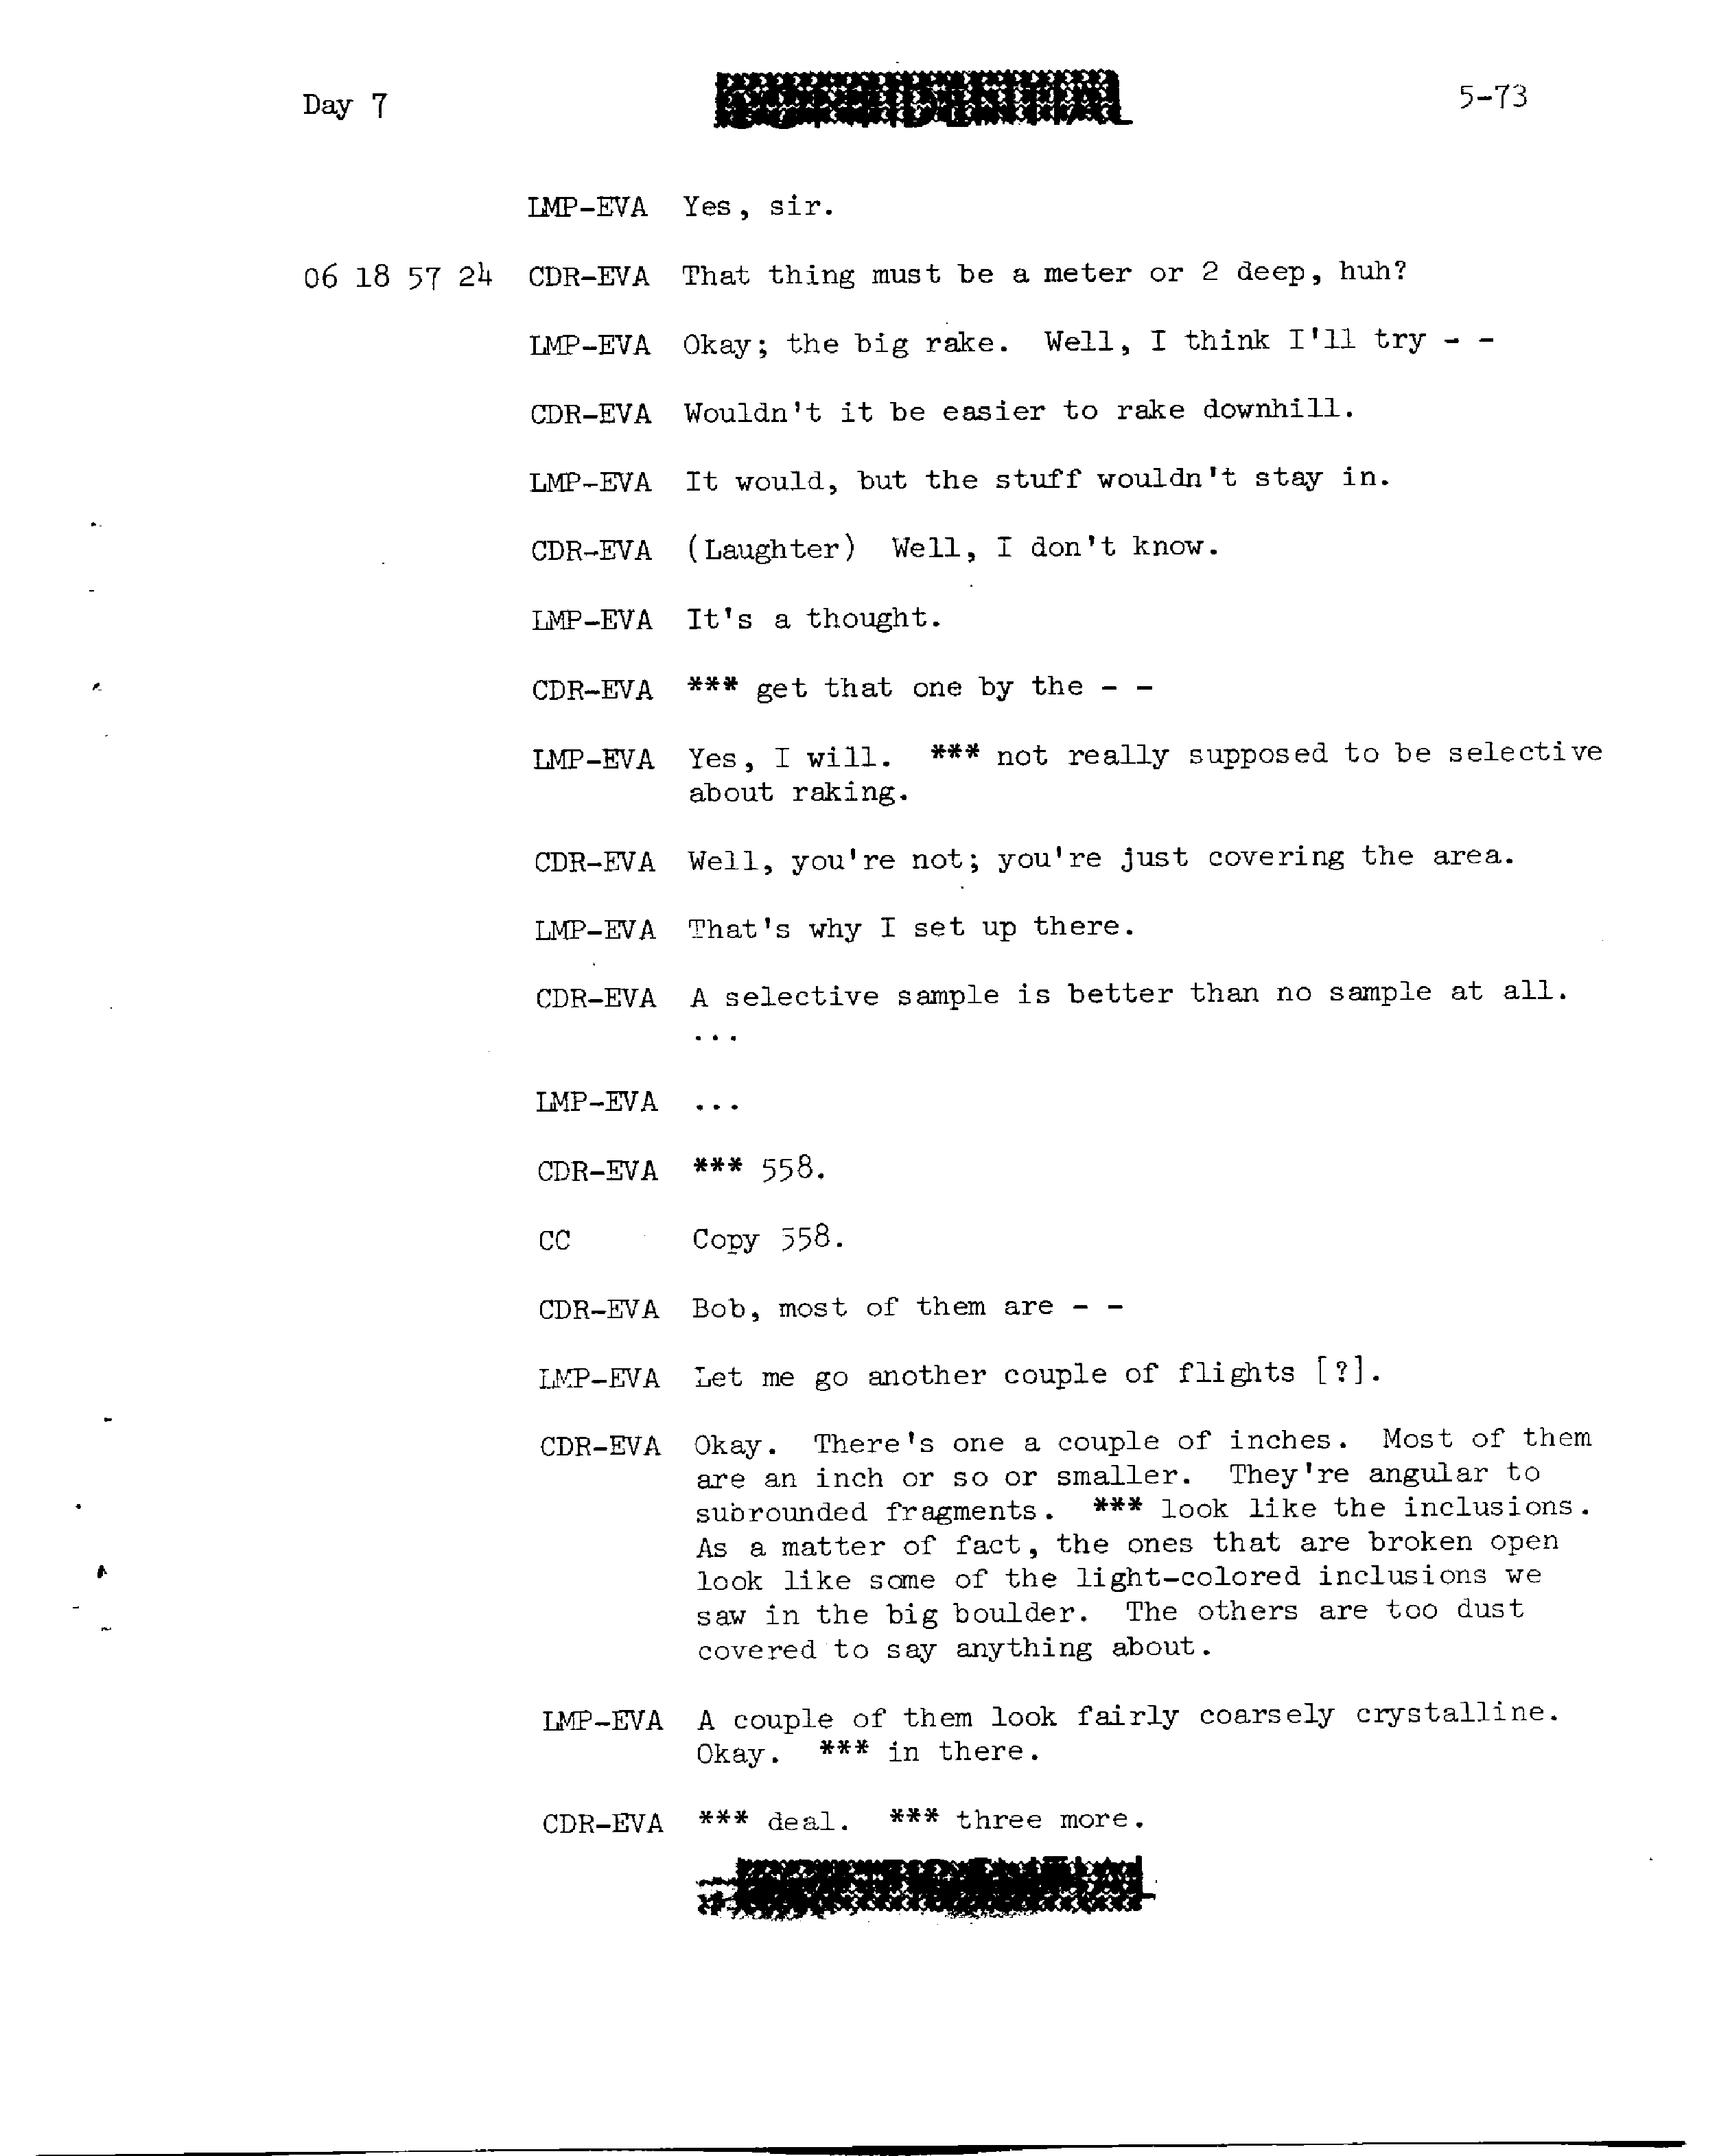 Day 7
5-73
LMP-EVA Yes, sir.
06 18 57 24 CDR-EVA That thing must be a meter or 2 deep, huh?
LMP-EVA Okay; the big rake. Well, I think I'll try - -
CDR-EVA Wouldn't it be easier to rake downhill.
LMP-EVA It would, but the stuff wouldn't stay in.
CDR-EVA (Laughter) Well, I don't know.
LMP-EVA It's a thought.
CDR-EVA *** get that one by the - -
LMP-EVA Yes, I will. *** not really supposed to be selective
about raking.
CDR-EVA Well, you're not; you're just covering the area.
LMP-EVA That's why I set up there.
CDR-EVA A selective sample is better than no sample at all.
...
LMP-EVA ...
CDR-EVA *** 558.
CC Copy 558.
CDR-EVA Bob, most of them are - -
LMP-EVA Let me go another couple of flights [?].
CDR-EVA Okay. There's one a couple of inches. Most of them
are an inch or so or smaller. They're angular to
subrounded fragments. *** look like the inclusions.
As a matter of fact, the ones that are broken open
look like some of the light-colored inclusions we
saw in the big boulder. The others are too dust
covered to say anything about.
LMP-EVA A couple of them look fairly coarsely crystalline.
Okay. *** in there.
CDR-EVA *** deal. *** three more.